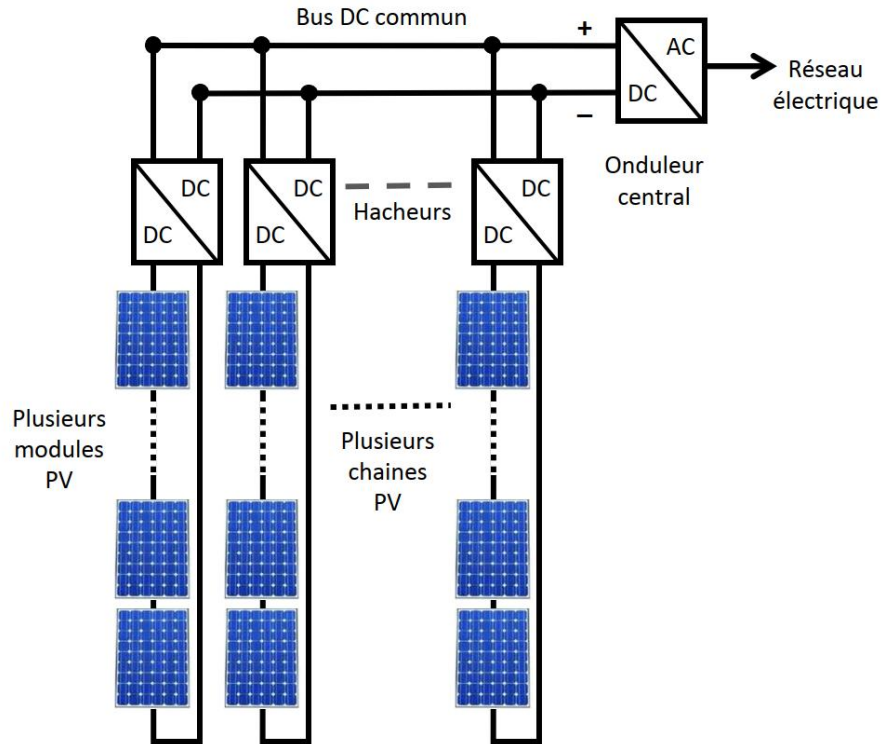 Bus DC commun
+
AC
DC
–
Réseau
électrique
Onduleur
central
DC
DC
DC
DC
Hacheurs
DC
DC
Plusieurs
modules
PV
Plusieurs
chaines
PV